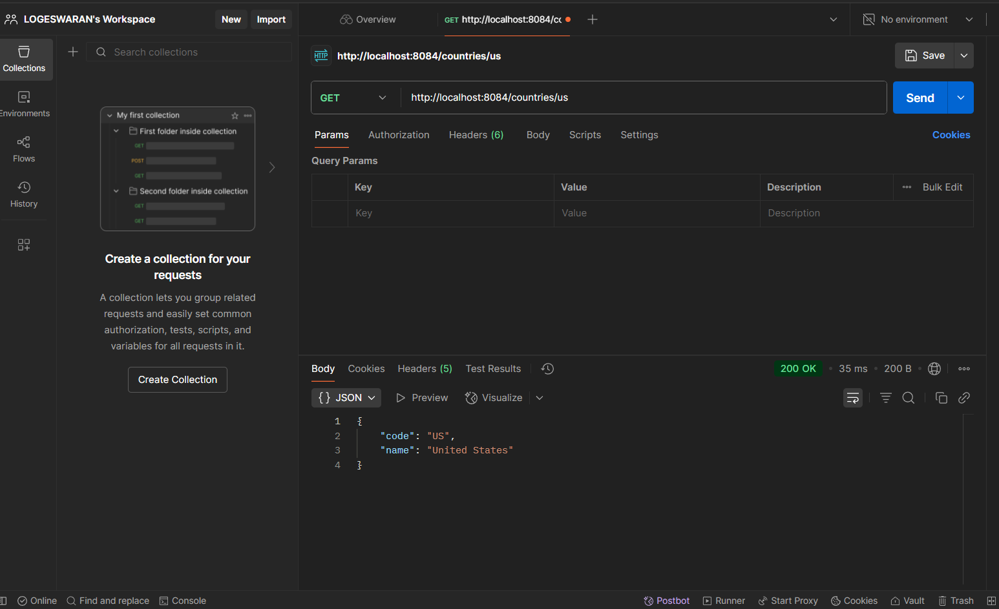 LOGESWARAN's Workspace
New
Import
Overview
GET http://localhost:8084/cc
No environment
Collections
Search collections
HTTP
http://localhost:8084/countries/us
Save
Environments
GET
http://localhost:8084/countries/us
Send
My first collection
First folder inside collection
GET
POST
GET
Second folder inside collection
GET
GET
Flows
History
Params
Authorization
Headers (6)
Body
Scripts
Settings
Cookies
Query Params
Key
Value
Description
Bulk Edit
Key
Value
Description
Create a collection for your
requests
A collection lets you group related
requests and easily set common
authorization, tests, scripts, and
variables for all requests in it.
Create Collection
Body
Cookies
Headers (5)
Test Results
200 OK
35 ms
200 B
{} JSON
Preview
Visualize
1 {
2 "code": "US",
3 "name": "United States"
4 }
Online
Find and replace
Console
Postbot
Runner
Start Proxy
Cookies
Vault
Trash